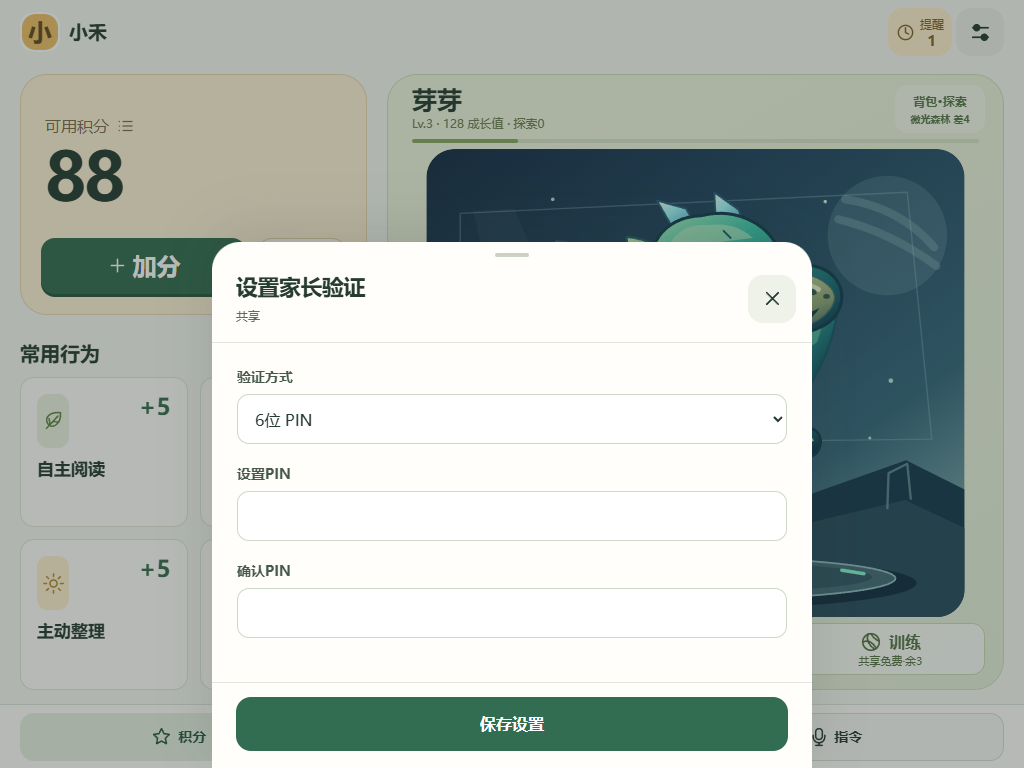 小 小禾
提醒
1
可用积分
88
+ 加分
芽芽
Lv.3 · 128 成长值 · 探索0
背包•探索
微光森林 差4
设置家长验证
共享
验证方式
6位 PIN
设置PIN
确认PIN
保存设置
常用行为
+5
自主阅读
+5
主动整理
训练
共享免费·余3
积分
指令